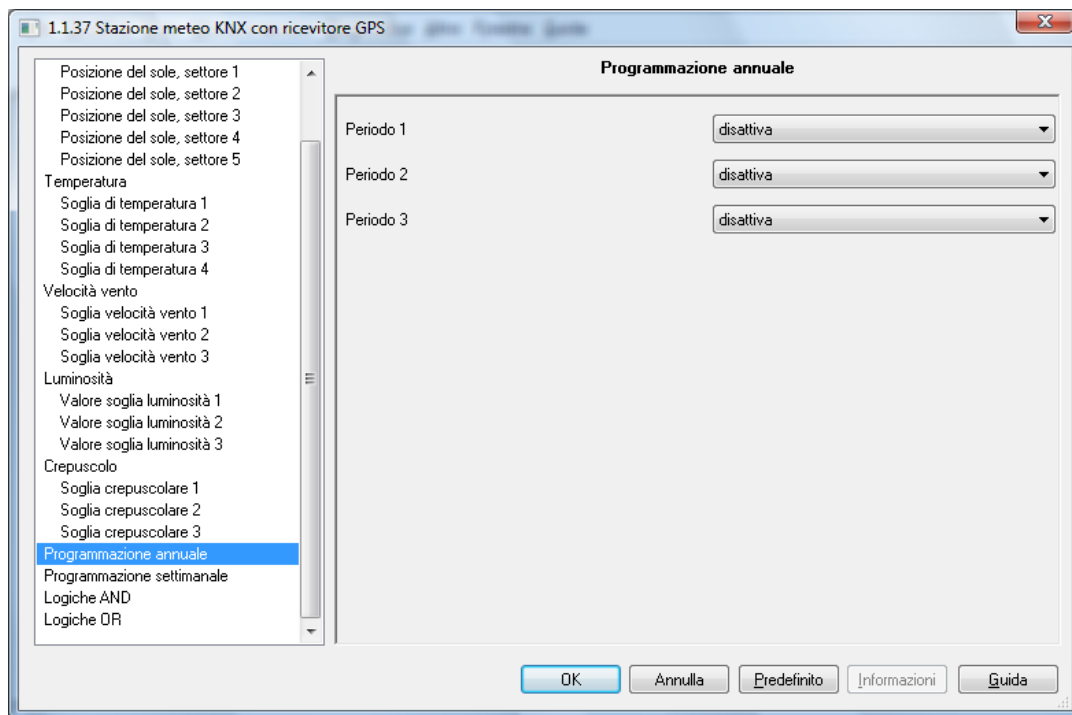 1.1.37 Stazione meteo KNX con ricevitore GPS
Posizione del sole, settore 1
Posizione del sole, settore 2
Posizione del sole, settore 3
Posizione del sole, settore 4
Posizione del sole, settore 5
Temperatura
Soglia di temperatura 1
Soglia di temperatura 2
Soglia di temperatura 3
Soglia di temperatura 4
Velocità vento
Soglia velocità vento 1
Soglia velocità vento 2
Soglia velocità vento 3
Luminosità
Valore soglia luminosità 1
Valore soglia luminosità 2
Valore soglia luminosità 3
Crepuscolo
Soglia crepuscolare 1
Soglia crepuscolare 2
Soglia crepuscolare 3
Programmazione annuale
Programmazione settimanale
Logiche AND
Logiche OR
Programmazione annuale
Periodo 1 disattiva
Periodo 2 disattiva
Periodo 3 disattiva
OK Annulla Predefinito Informazioni Guida